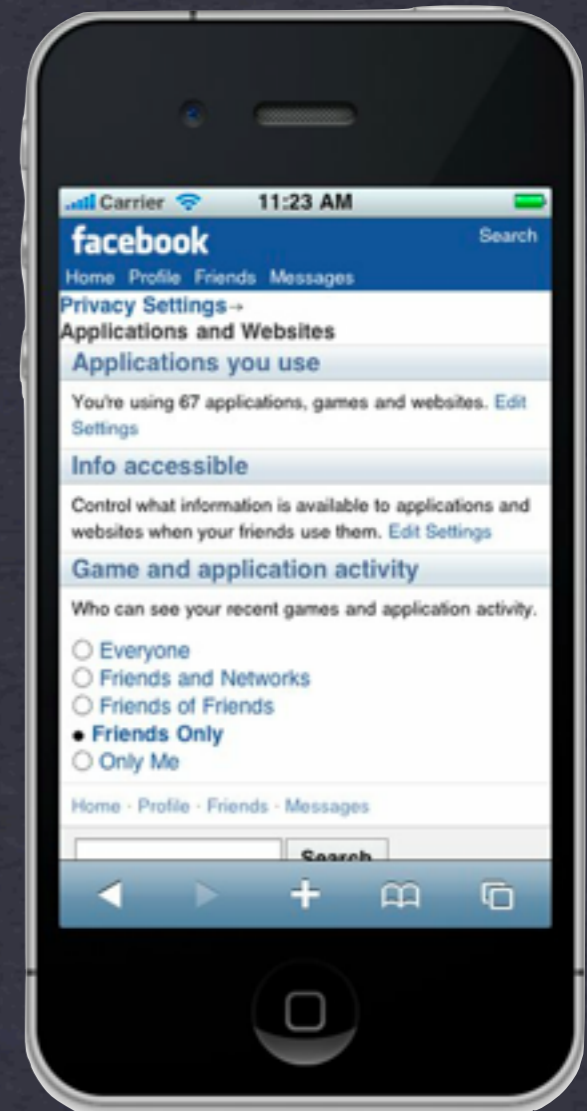 Carrier 11:23 AM
facebook Search
Home Profile Friends Messages
Privacy Settings→
Applications and Websites
Applications you use
You're using 67 applications, games and websites. Edit
Settings
Info accessible
Control what information is available to applications and
websites when your friends use them. Edit Settings
Game and application activity
Who can see your recent games and application activity.
Everyone
Friends and Networks
Friends of Friends
Friends Only
Only Me
Home · Profile · Friends · Messages
Search